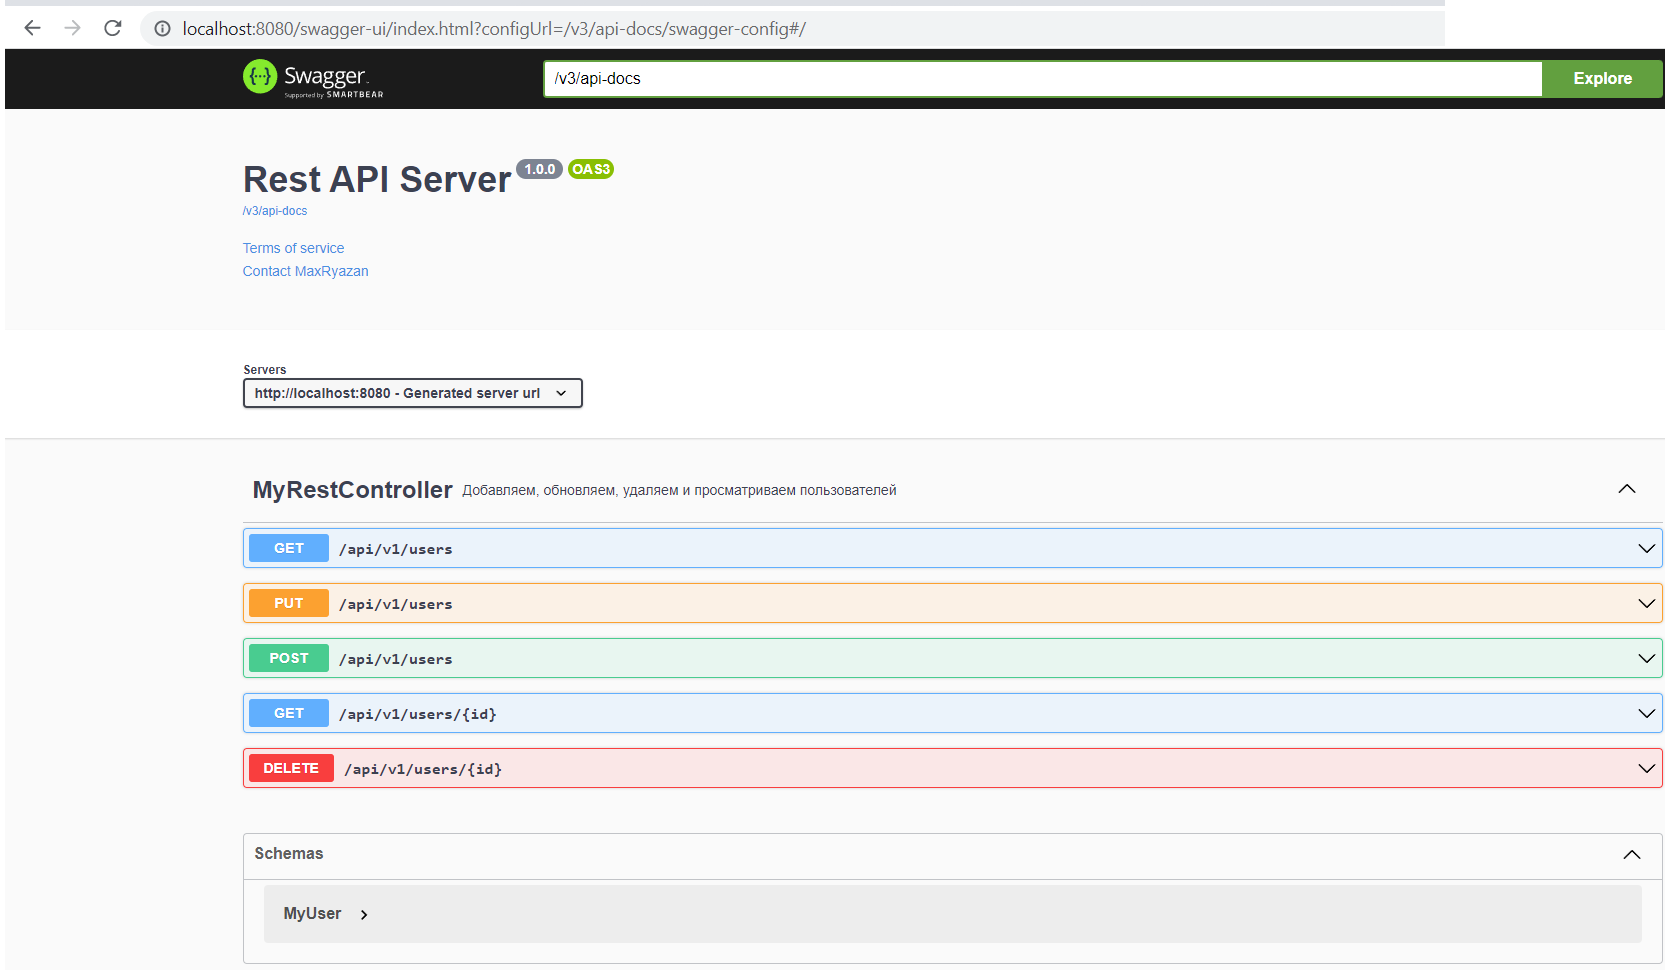 localhost:8080/swagger-ui/index.html?configUrl=/v3/api-docs/swagger-config#/
Swagger
Supported by SMARTBEAR
/v3/api-docs
Explore
Rest API Server 1.0.0 OAS3
/v3/api-docs
Terms of service
Contact MaxRyazan
Servers
http://localhost:8080 - Generated server url
MyRestController Добавляем, обновляем, удаляем и просматриваем пользователей
GET /api/v1/users
PUT /api/v1/users
POST /api/v1/users
GET /api/v1/users/{id}
DELETE /api/v1/users/{id}
Schemas
MyUser